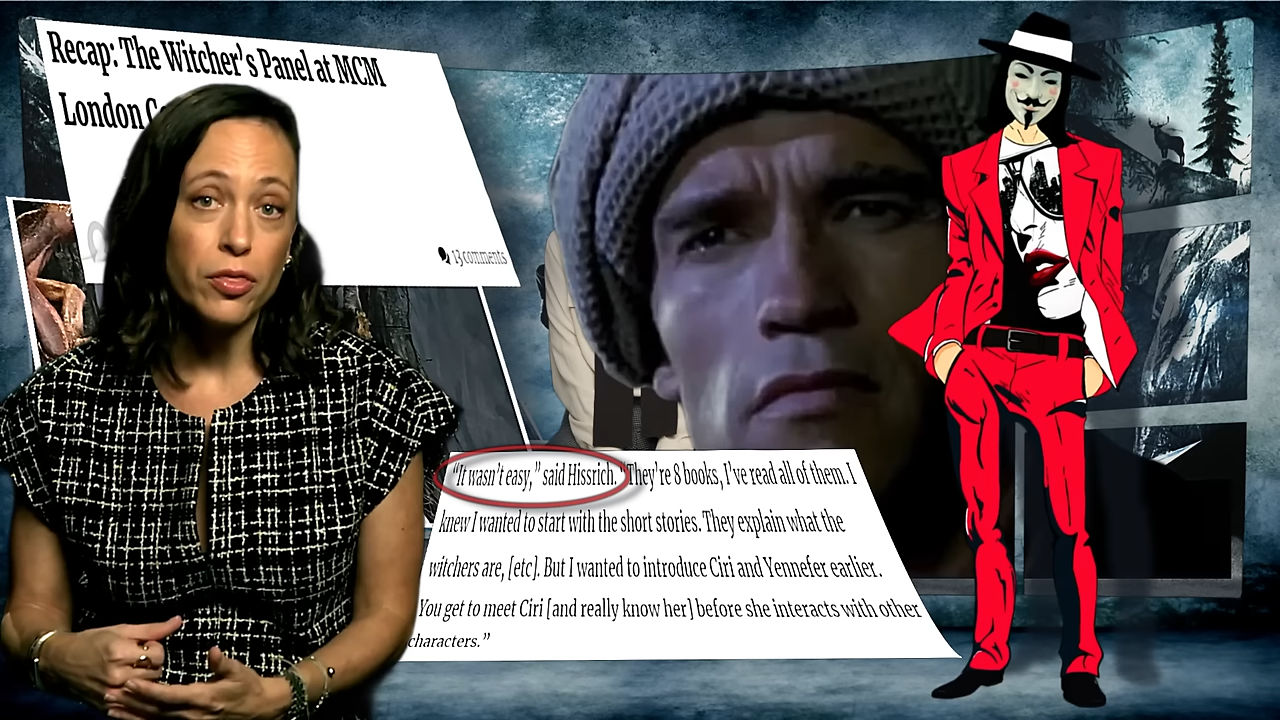 Recap: The Witcher's Panel at MCM
London
13 comments
“It wasn't easy,” said Hissrich. “They're 8 books, I've read all of them. I
knew I wanted to start with the short stories. They explain what the
witchers are, [etc]. But I wanted to introduce Ciri and Yennefer earlier.
You get to meet Ciri [and really know her] before she interacts with other
characters.”